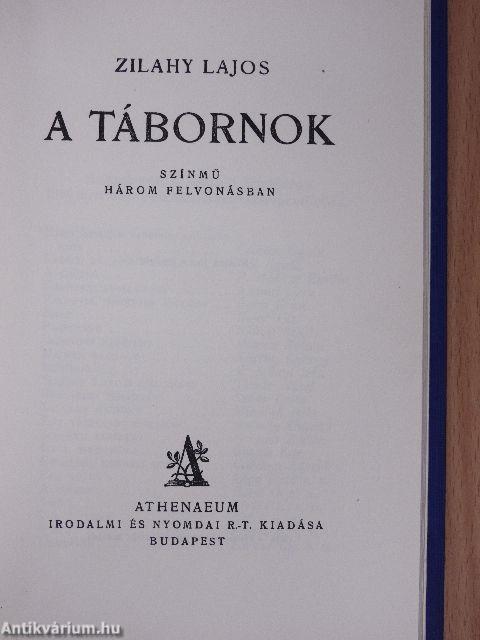 ZILAHY LAJOS
A TÁBORNOK
SZÍNMŰ
HÁROM FELVONÁSBAN
A
ATHENAEUM
IRODALMI ÉS NYOMDAI R.-T. KIADÁSA
BUDAPEST
Antikvárium.hu